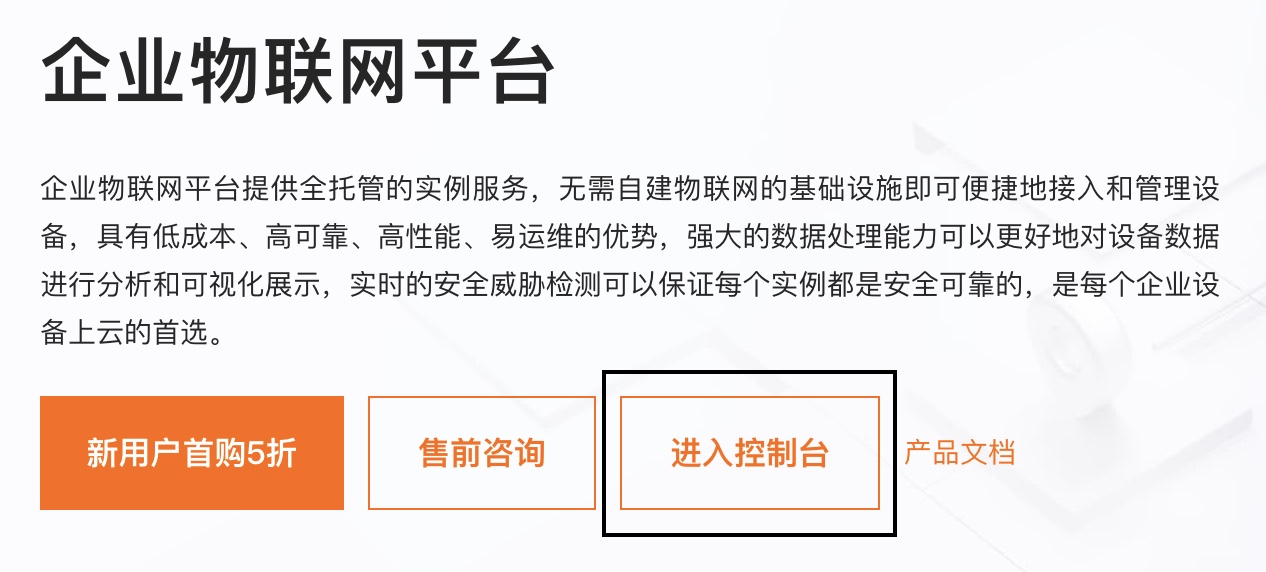 企业物联网平台
企业物联网平台提供全托管的实例服务，无需自建物联网的基础设施即可便捷地接入和管理设
备，具有低成本、高可靠、高性能、易运维的优势，强大的数据处理能力可以更好地对设备数据
进行分析和可视化展示，实时的安全威胁检测可以保证每个实例都是安全可靠的，是每个企业设
备上云的首选。
新用户首购5折 售前咨询 进入控制台 产品文档